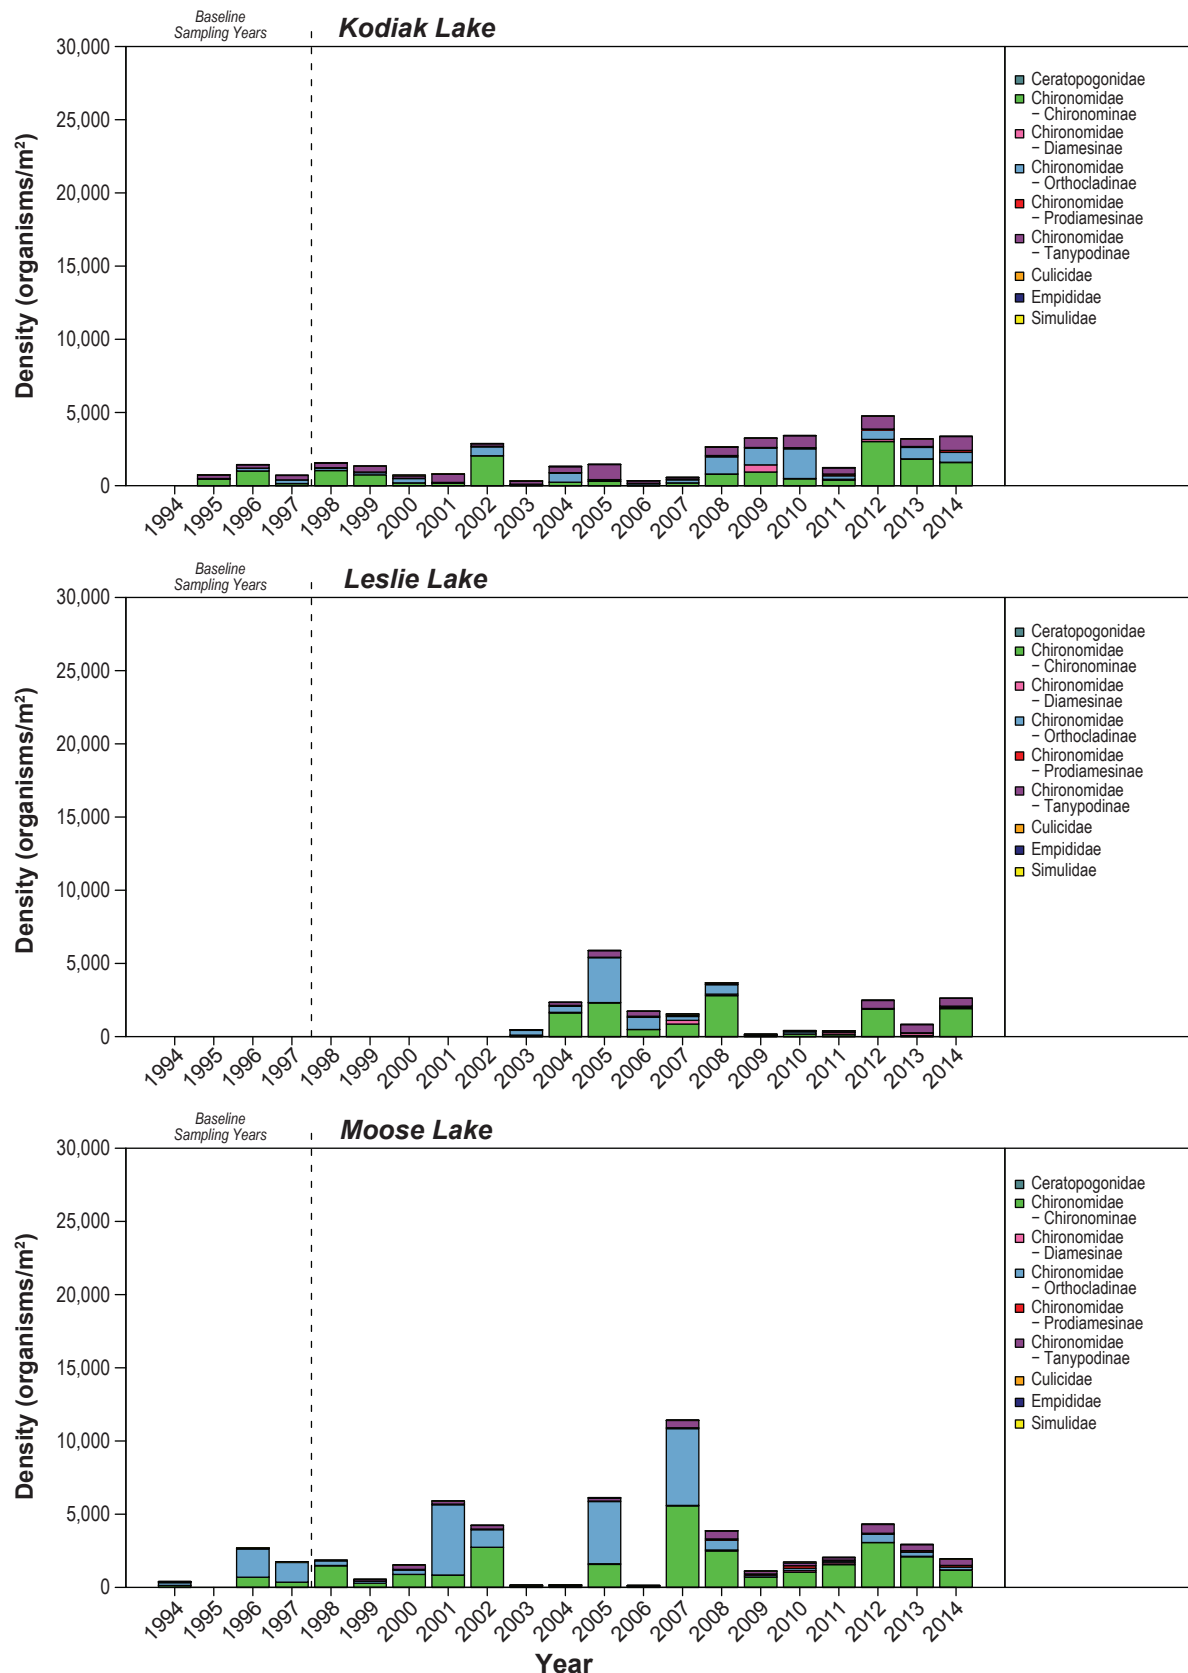 Baseline
Sampling Years
Kodiak Lake
Density (organisms/m²)
30,000
25,000
20,000
15,000
10,000
5,000
0
1994
1995
1996
1997
1998
1999
2000
2001
2002
2003
2004
2005
2006
2007
2008
2009
2010
2011
2012
2013
2014
Ceratopogonidae
Chironomidae
– Chironominae
Chironomidae
– Diamesinae
Chironomidae
– Orthocladinae
Chironomidae
– Prodiamesinae
Chironomidae
– Tanypodinae
Culicidae
Empididae
Simulidae
Baseline
Sampling Years
Leslie Lake
Density (organisms/m²)
30,000
25,000
20,000
15,000
10,000
5,000
0
1994
1995
1996
1997
1998
1999
2000
2001
2002
2003
2004
2005
2006
2007
2008
2009
2010
2011
2012
2013
2014
Ceratopogonidae
Chironomidae
– Chironominae
Chironomidae
– Diamesinae
Chironomidae
– Orthocladinae
Chironomidae
– Prodiamesinae
Chironomidae
– Tanypodinae
Culicidae
Empididae
Simulidae
Baseline
Sampling Years
Moose Lake
Density (organisms/m²)
30,000
25,000
20,000
15,000
10,000
5,000
0
1994
1995
1996
1997
1998
1999
2000
2001
2002
2003
2004
2005
2006
2007
2008
2009
2010
2011
2012
2013
2014
Year
Ceratopogonidae
Chironomidae
– Chironominae
Chironomidae
– Diamesinae
Chironomidae
– Orthocladinae
Chironomidae
– Prodiamesinae
Chironomidae
– Tanypodinae
Culicidae
Empididae
Simulidae